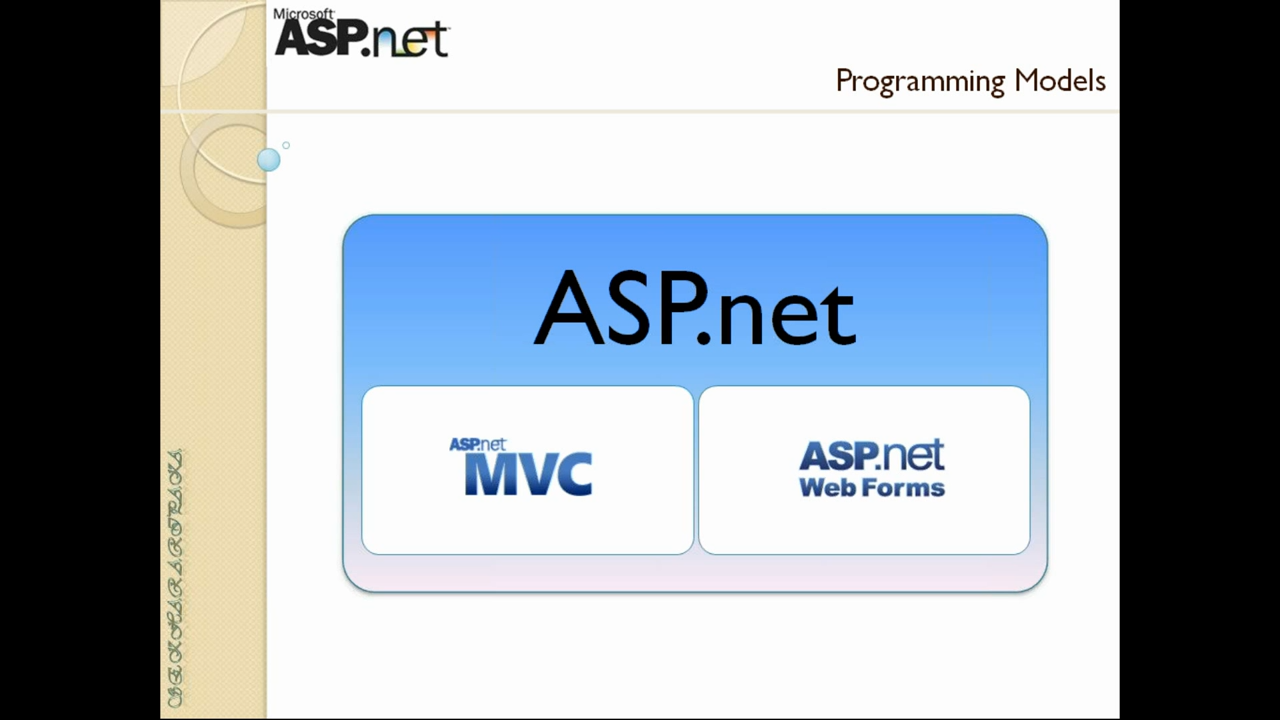 Microsoft
ASP.net
Programming Models
ASP.net
ASP.net
MVC
ASP.net
Web Forms